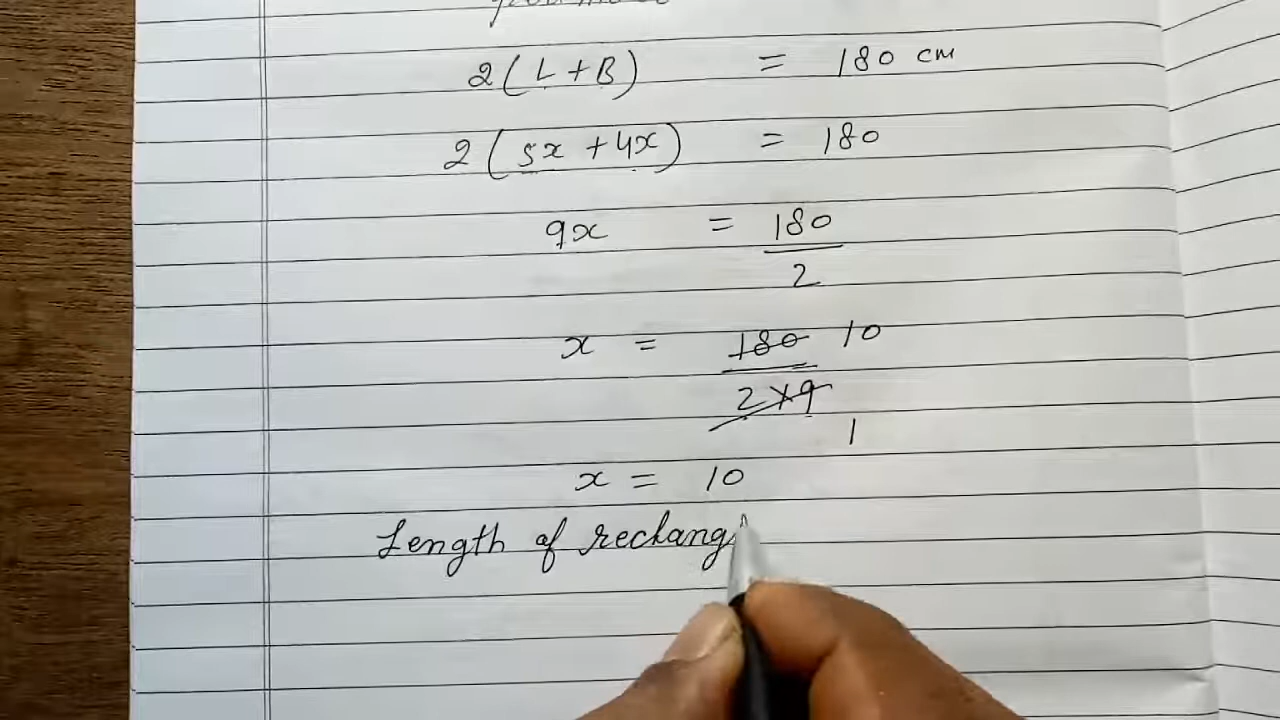 2(L+B) = 180 cm
2(5x+4x) = 180
9x = 180
2
x = 180 10
2×9
1
x = 10
Length of rectang